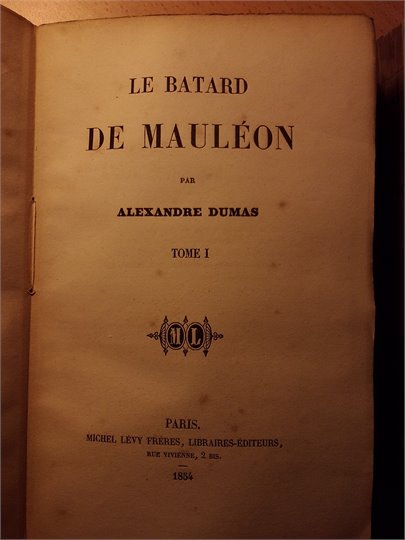 LE BATARD
DE MAULÉON
PAR
ALEXANDRE DUMAS
TOME I
M L
PARIS.
MICHEL LÉVY FRÈRES, LIBRAIRES-ÉDITEURS,
RUE VIVIENNE, 2 BIS.
1854